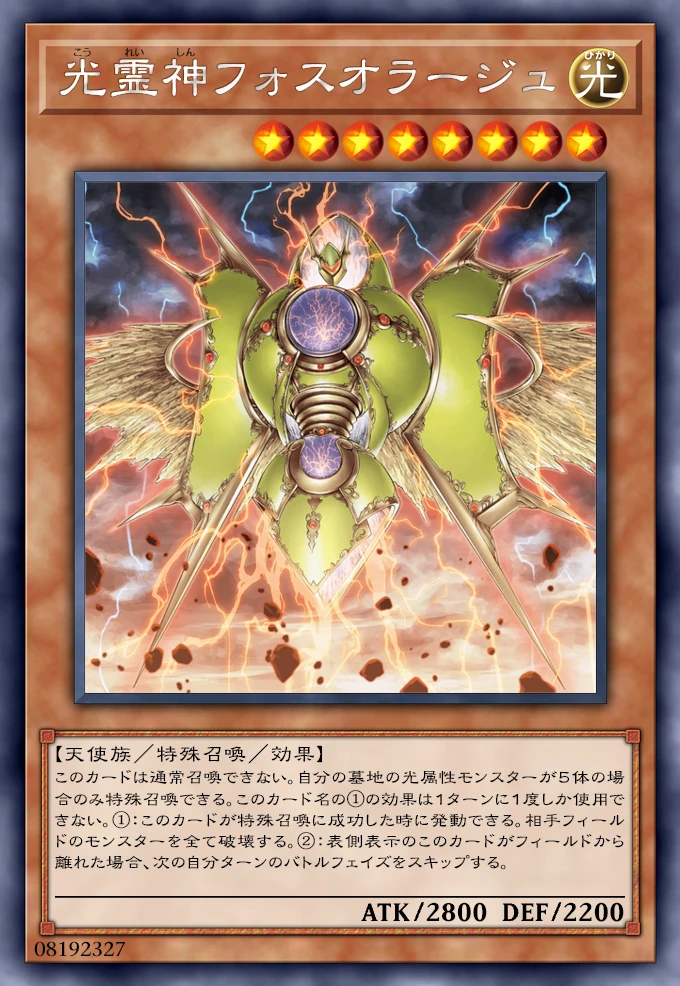 こう れい しん
光霊神フォスオラージュ
ひかり
光
【天使族／特殊召喚／効果】
このカードは通常召喚できない。自分の墓地の光属性モンスターが５体の場
合のみ特殊召喚できる。このカード名の①の効果は１ターンに１度しか使用で
きない。①：このカードが特殊召喚に成功した時に発動できる。相手フィール
ドのモンスターを全て破壊する。②：表側表示のこのカードがフィールドから
離れた場合、次の自分ターンのバトルフェイズをスキップする。
ATK/2800 DEF/2200
08192327